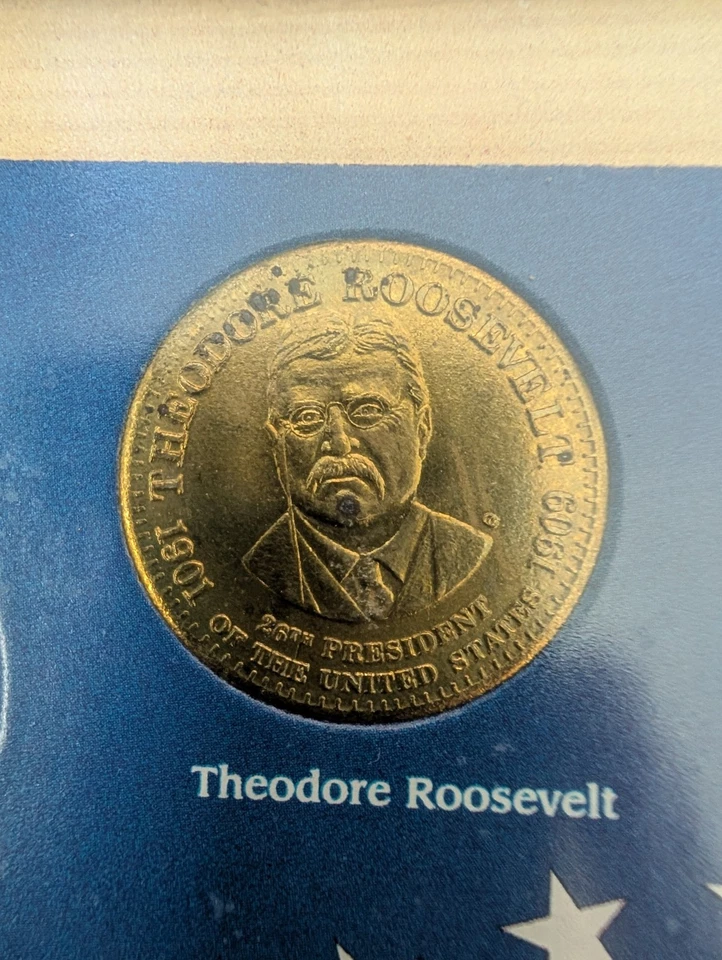 THEODORE ROOSEVELT
1901
1909
26TH PRESIDENT
OF THE UNITED STATES
Theodore Roosevelt